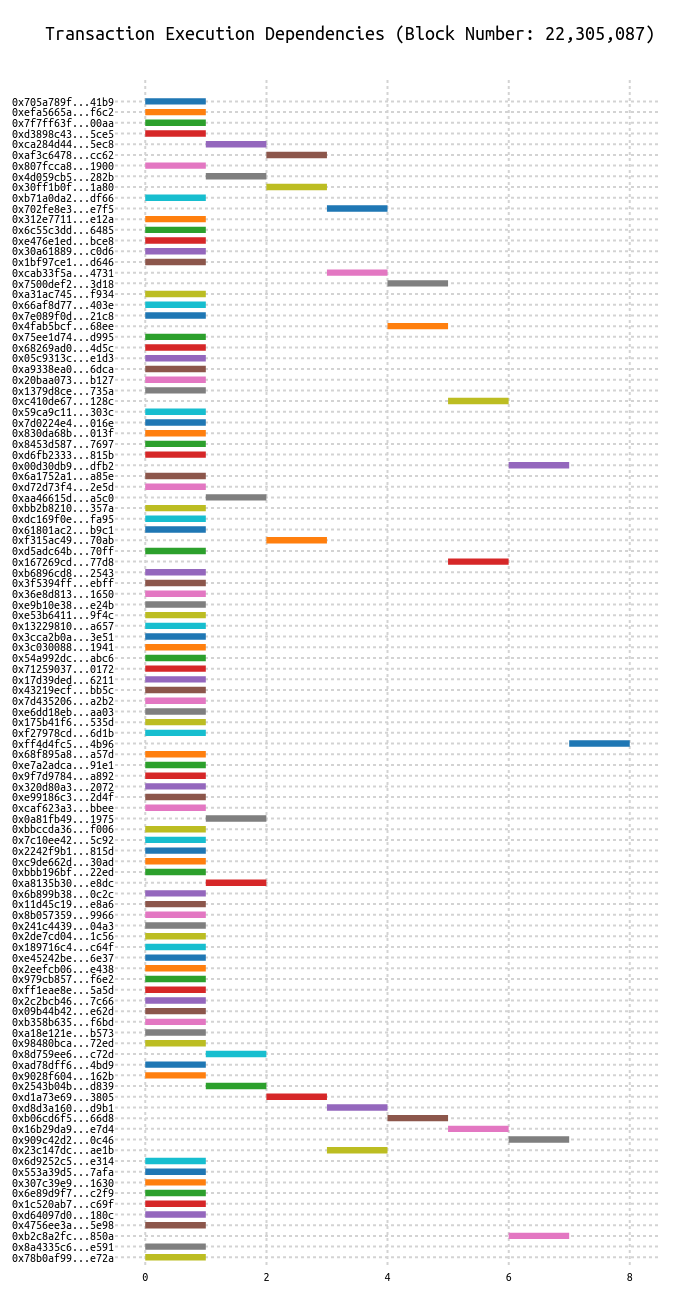 Transaction Execution Dependencies (Block Number: 22,305,087)
0x705a789f...41b9
0xefa5665a...f6c2
0x7f7ff63f...00aa
0xd3898c43...5ce5
0xca284d44...5ec8
0xaf3c6478...cc62
0x807fcca8...1900
0x4d059cb5...282b
0x30ff1b0f...1a80
0xb71a0da2...df66
0x702fe8e3...e7f5
0x312e7711...e12a
0x6c55c3dd...6485
0xe476e1ed...bce8
0x30a61889...c0d6
0x1bf97ce1...d646
0xcab33f5a...4731
0x7500def2...3d18
0xa31ac745...f934
0x66af8d77...403e
0x7e089f0d...21c8
0x4fab5bcf...68ee
0x75ee1d74...d995
0x68269ad0...4d5c
0x05c9313c...e1d3
0xa9338ea0...6dca
0x20baa073...b127
0x1379d8ce...735a
0xc410de67...128c
0x59ca9c11...303c
0x7d0224e4...016e
0x830da68b...013f
0x8453d587...7697
0xd6fb2333...815b
0x00d30db9...dfb2
0x6a1752a1...a85e
0xd72d73f4...2e5d
0xaa46615d...a5c0
0xbb2b8210...357a
0xdc169f0e...fa95
0x61801ac2...b9c1
0xf315ac49...70ab
0xd5adc64b...70ff
0x167269cd...77d8
0xb6896cd8...2543
0x3f5394ff...ebff
0x36e8d813...1650
0xe9b10e38...e24b
0xe53b6411...9f4c
0x13229810...a657
0x3cca2b0a...3e51
0x3c030088...1941
0x54a992dc...abc6
0x71259037...0172
0x17d39ded...6211
0x43219ecf...bb5c
0x7d435206...a2b2
0xe6dd18eb...aa03
0x175b41f6...535d
0xf27978cd...6d1b
0xff4d4fc5...4b96
0x68f895a8...a57d
0xe7a2adca...91e1
0x9f7d9784...a892
0x320d80a3...2072
0xe99186c3...2d4f
0xcaf623a3...bbee
0x0a81fb49...1975
0xbbccda36...f006
0x7c10ee42...5c92
0x2242f9b1...815d
0xc9de662d...30ad
0xbbb196bf...22ed
0xa8135b30...e8dc
0x6b899b38...0c2c
0x11d45c19...e8a6
0x8b057359...9966
0x241c4439...04a3
0x2de7cd04...1c56
0x189716c4...c64f
0xe45242be...6e37
0x2eefcb06...e438
0x979cb857...f6e2
0xff1eae8e...5a5d
0x2c2bcb46...7c66
0x09b44b42...e62d
0xb358b635...f6bd
0xa18e121e...b573
0x98480bca...72ed
0x8d759ee6...c72d
0xad78dff6...4bd9
0x9028f604...162b
0x2543b04b...d839
0xd1a73e69...3805
0xd8d3a160...d9b1
0xb06cd6f5...66d8
0x16b29da9...e7d4
0x909c42d2...0c46
0x23c147dc...ae1b
0x6d9252c5...e314
0x553a39d5...7afa
0x307c39e9...1630
0x6e89d9f7...c2f9
0x1c520ab7...c69f
0xd64097d0...180c
0x4756ee3a...5e98
0xb2c8a2fc...850a
0x8a4335c6...e591
0x78b0af99...e72a
0 2 4 6 8